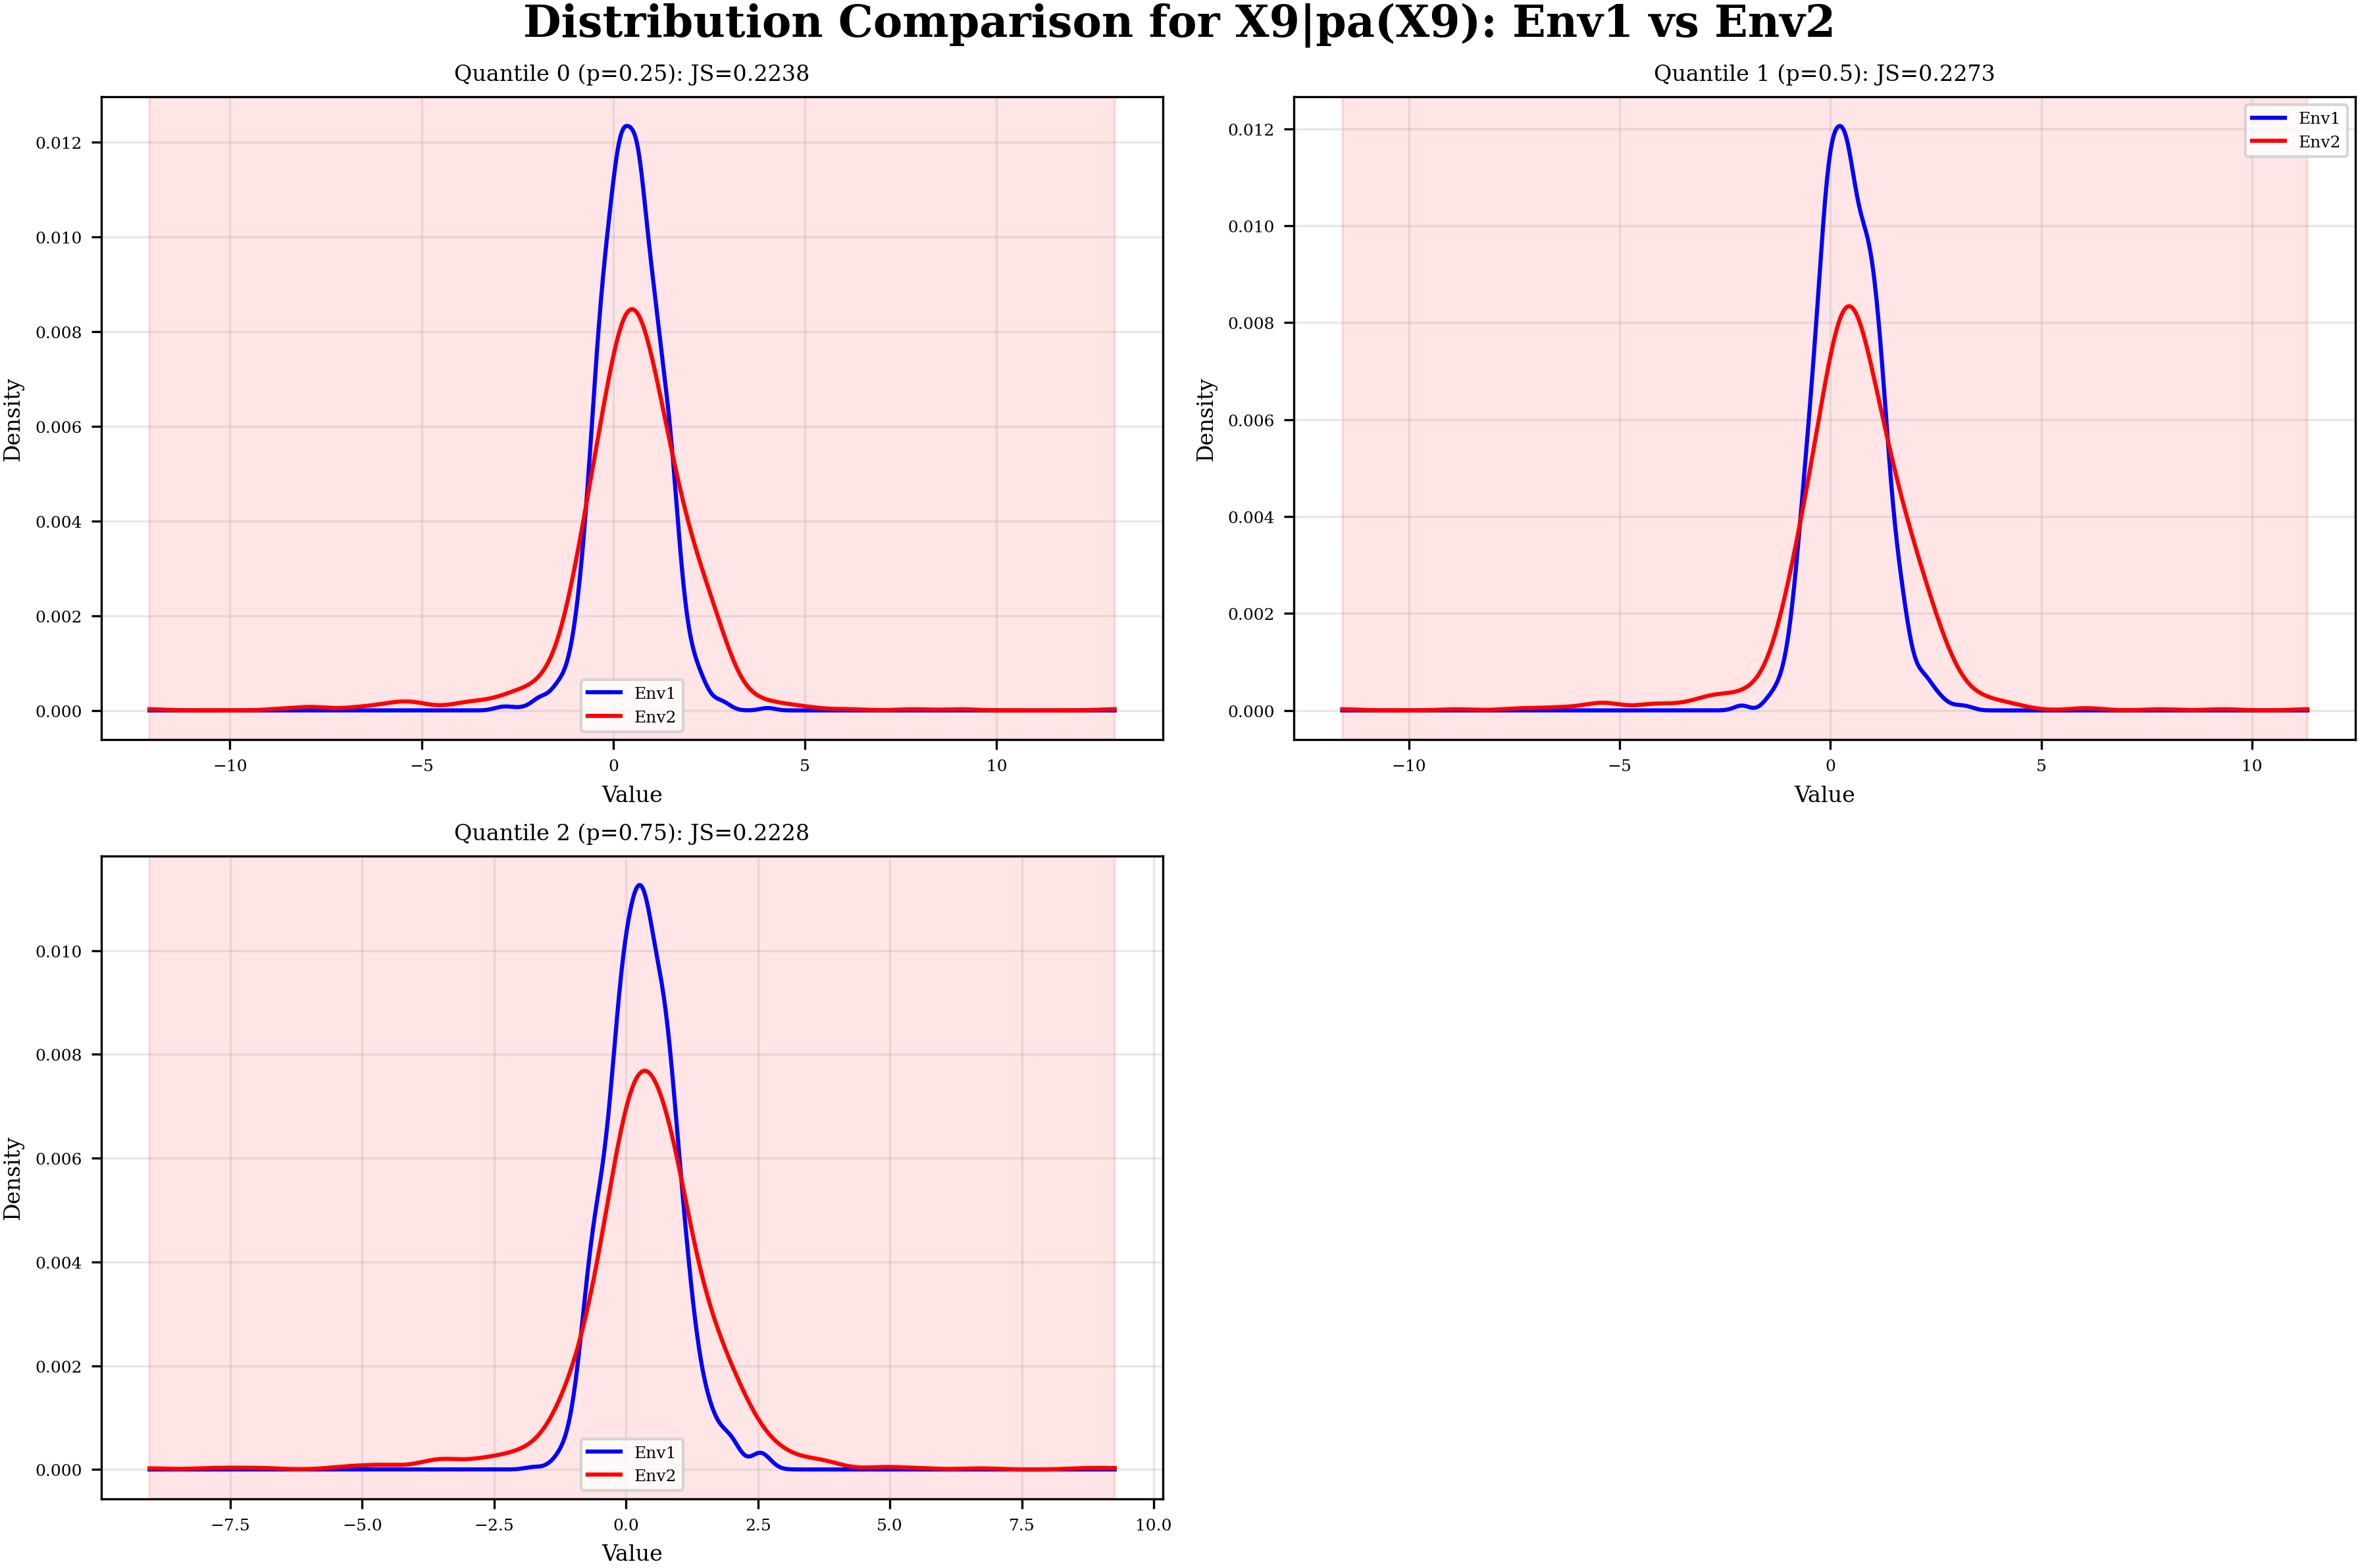 Distribution Comparison for X9|pa(X9): Env1 vs Env2
Quantile 0 (p=0.25): JS=0.2238
Density
0.012
0.010
0.008
0.006
0.004
0.002
0.000
−10
−5
0
5
10
Value
Env1
Env2
Quantile 1 (p=0.5): JS=0.2273
Density
0.012
0.010
0.008
0.006
0.004
0.002
0.000
−10
−5
0
5
10
Value
Env1
Env2
Quantile 2 (p=0.75): JS=0.2228
Density
0.010
0.008
0.006
0.004
0.002
0.000
−7.5
−5.0
−2.5
0.0
2.5
5.0
7.5
10.0
Value
Env1
Env2